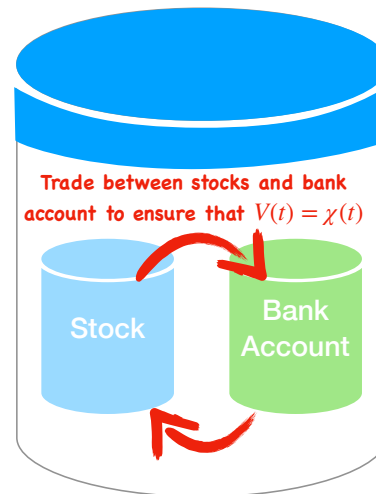 Trade between stocks and bank
account to ensure that V(t) = χ(t)
Stock
Bank
Account